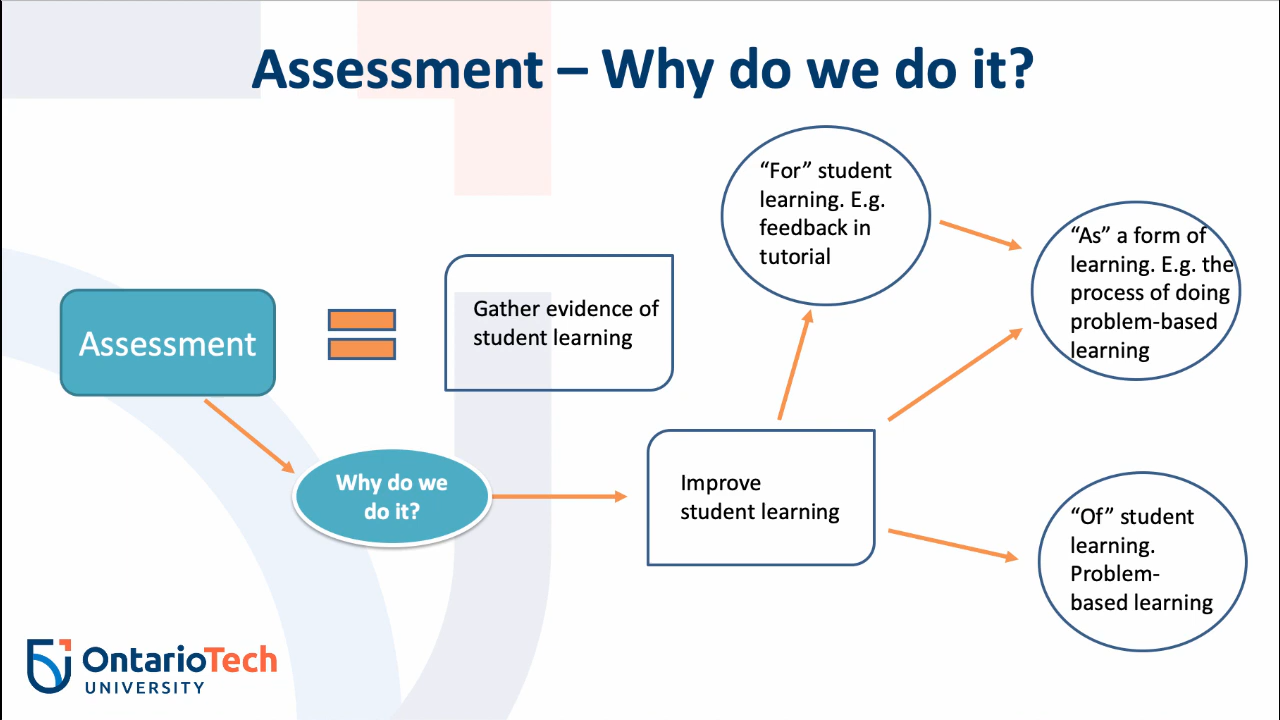 Assessment – Why do we do it?
“For” student
learning. E.g.
feedback in
tutorial
“As” a form of
learning. E.g. the
process of doing
problem-based
learning
Gather evidence of
student learning
Assessment
Why do we
do it?
Improve
student learning
“Of” student
learning.
Problem-
based learning
OntarioTech
UNIVERSITY